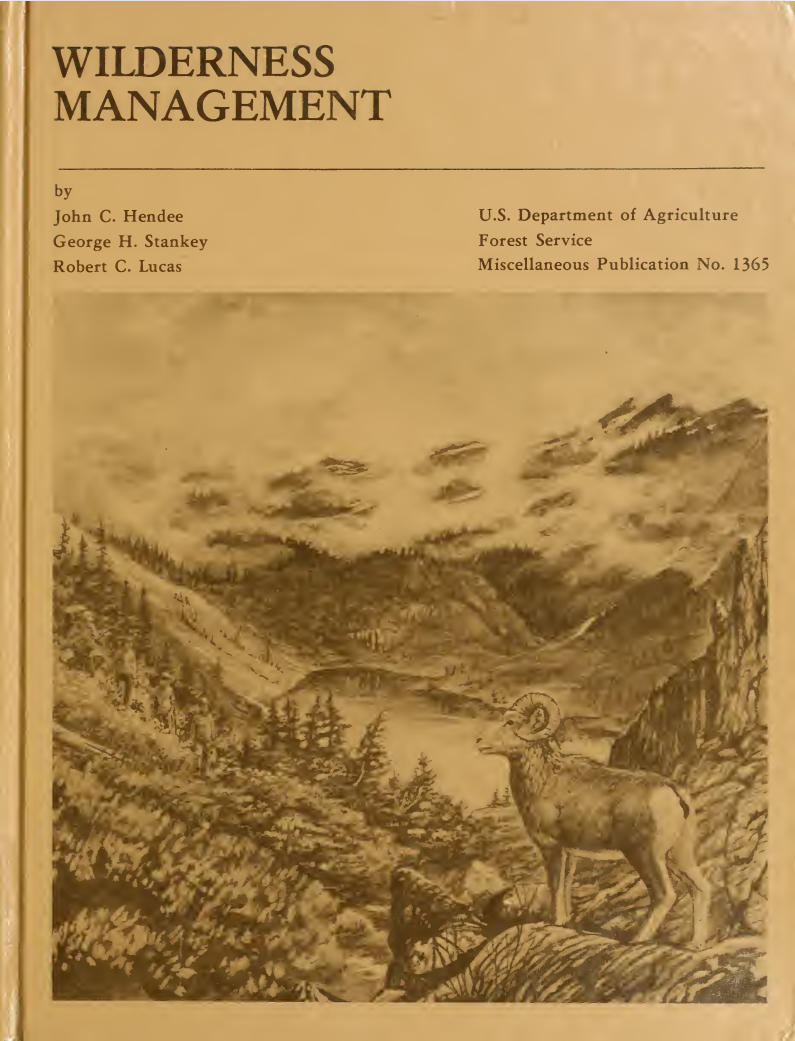 WILDERNESS
MANAGEMENT
by
John C. Hendee
George H. Stankey
Robert C. Lucas
U.S. Department of Agriculture
Forest Service
Miscellaneous Publication No. 1365